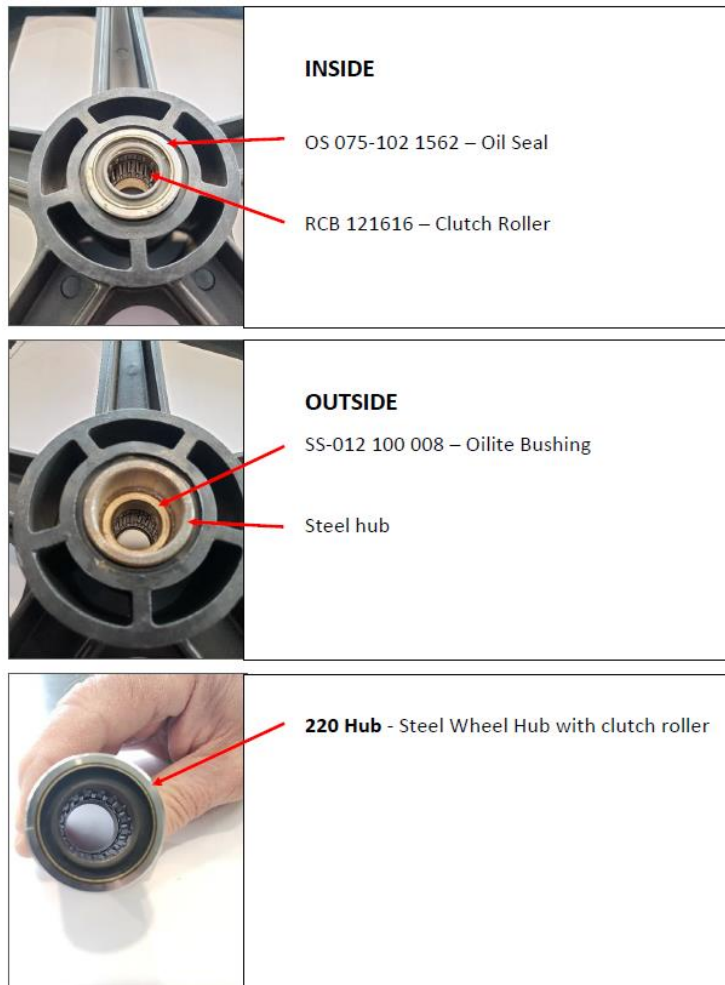 INSIDE
OS 075-102 1562 – Oil Seal
RCB 121616 – Clutch Roller
OUTSIDE
SS-012 100 008 – Oilite Bushing
Steel hub
220 Hub - Steel Wheel Hub with clutch roller